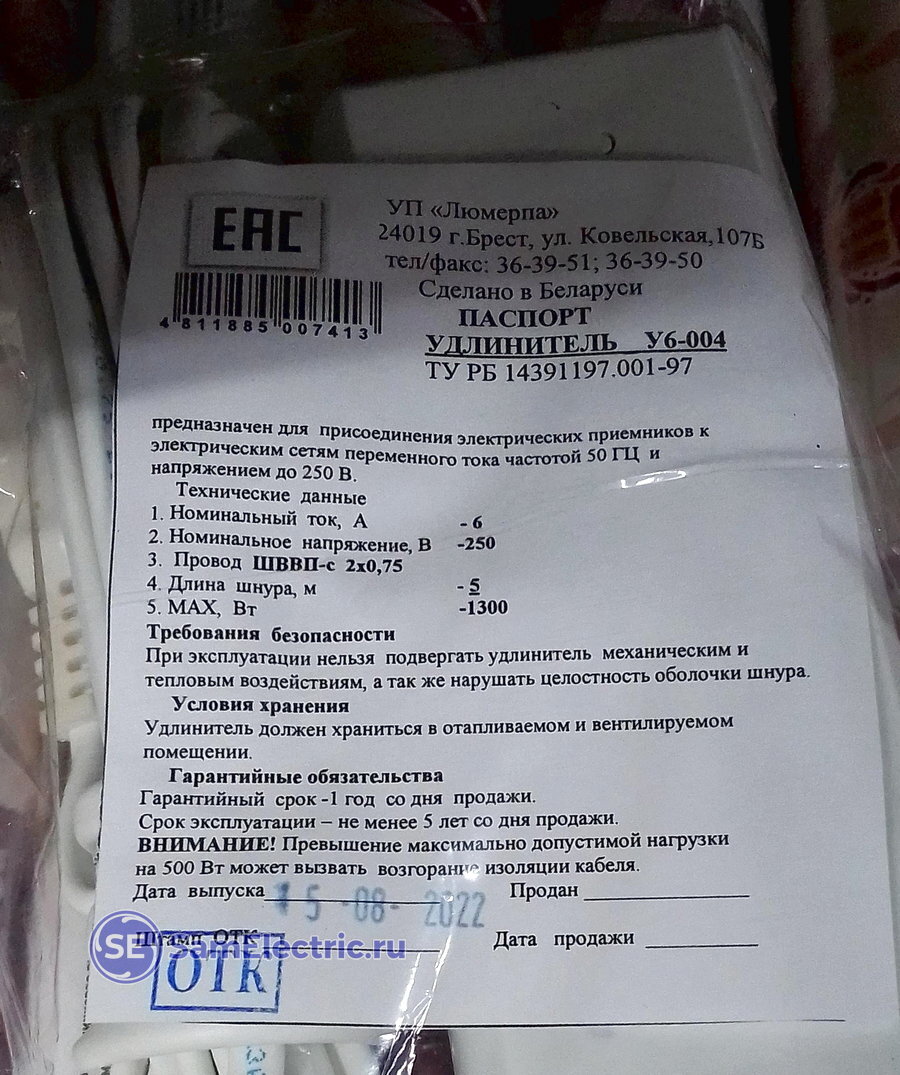 ЕАС
4 811885 007413
УП «Люмерпа»
24019 г.Брест, ул. Ковельская,107Б
тел/факс: 36-39-51; 36-39-50
Сделано в Беларуси
ПАСПОРТ
УДЛИНИТЕЛЬ У6-004
ТУ РБ 14391197.001-97
предназначен для присоединения электрических приемников к
электрическим сетям переменного тока частотой 50 ГЦ и
напряжением до 250 В.
Технические данные
1. Номинальный ток, А - 6
2. Номинальное напряжение, В -250
3. Провод ШВВП-с 2х0,75
4. Длина шнура, м - 5
5. МАХ, Вт -1300
Требования безопасности
При эксплуатации нельзя подвергать удлинитель механическим и
тепловым воздействиям, а так же нарушать целостность оболочки шнура.
Условия хранения
Удлинитель должен храниться в отапливаемом и вентилируемом
помещении.
Гарантийные обязательства
Гарантийный срок -1 год со дня продажи.
Срок эксплуатации – не менее 5 лет со дня продажи.
ВНИМАНИЕ! Превышение максимально допустимой нагрузки
на 500 Вт может вызвать возгорание изоляции кабеля.
Дата выпуска 15 -08- 2022 Продан
Штамп ОТК Дата продажи
SE SamElectric.ru
ОТК